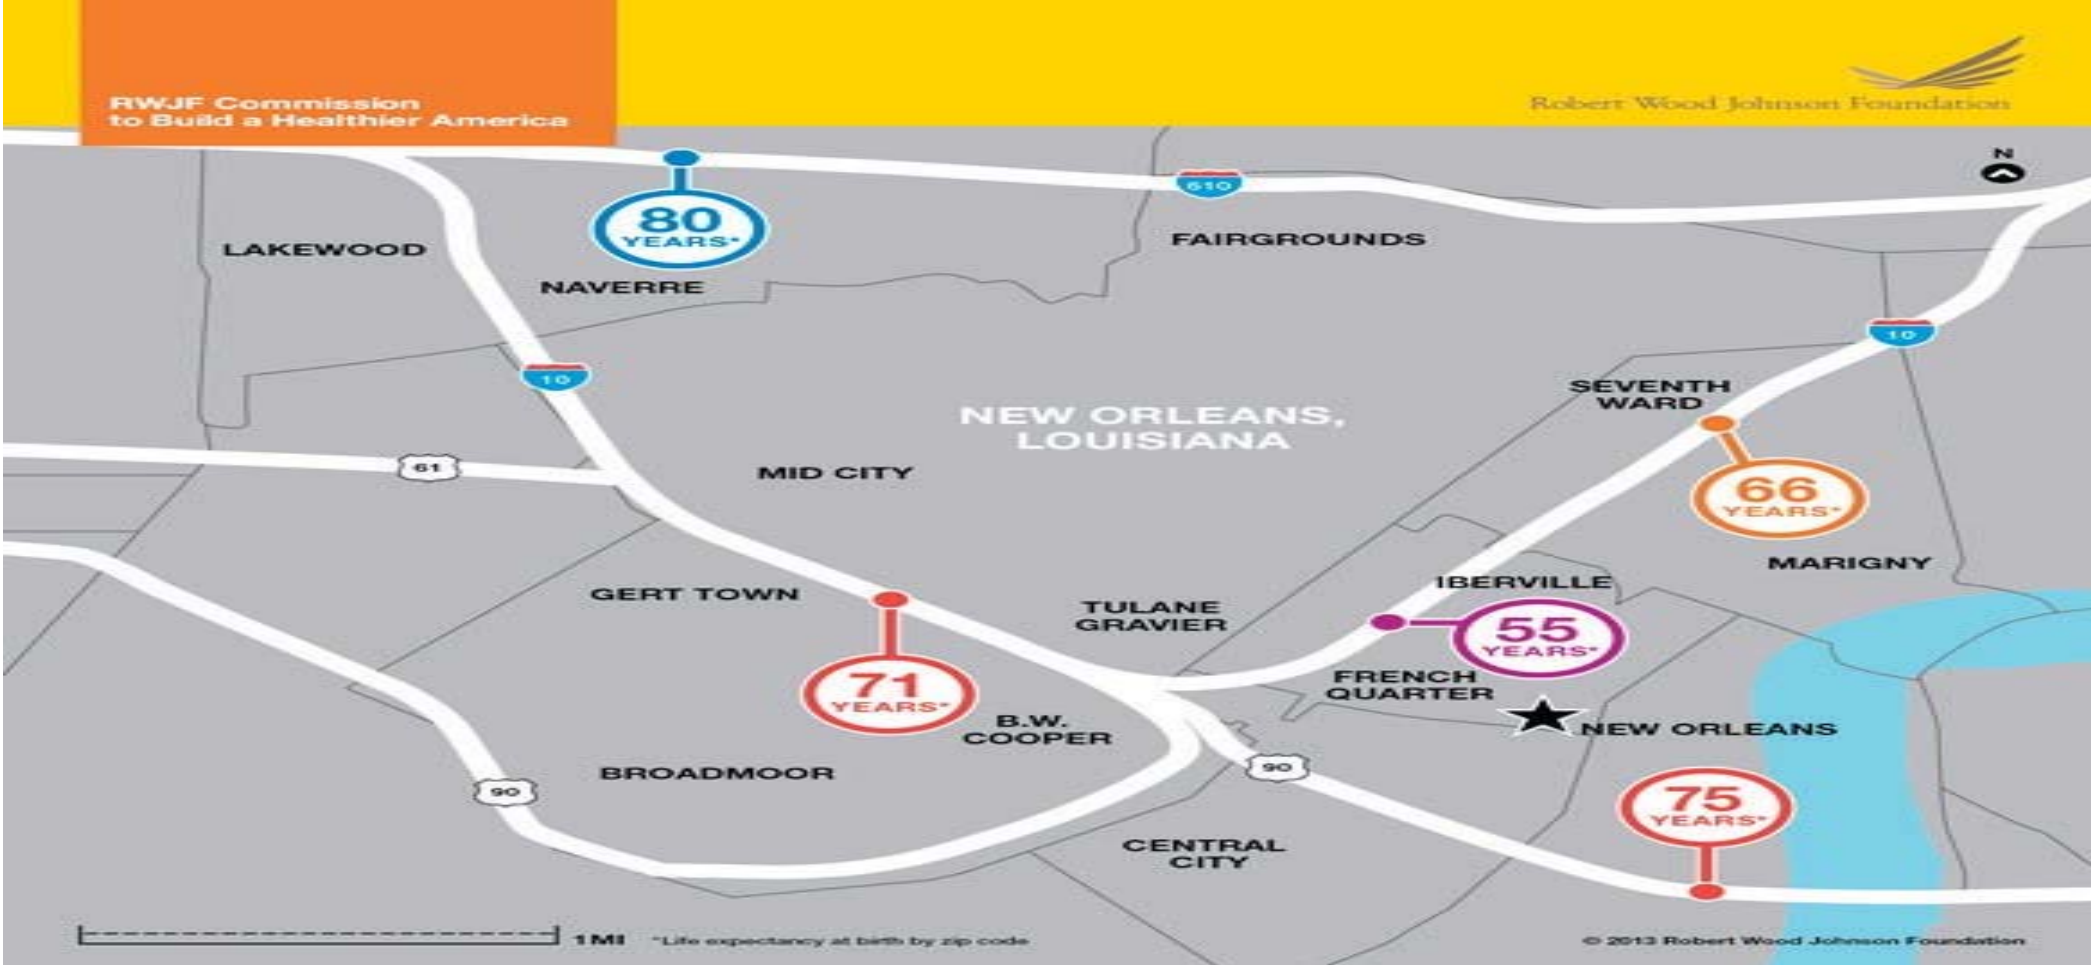 RWJF Commission
to Build a Healthier America
Robert Wood Johnson Foundation
N
610
80
YEARS*
LAKEWOOD
FAIRGROUNDS
NAVERRE
10
10
SEVENTH
WARD
NEW ORLEANS,
LOUISIANA
61
MID CITY
66
YEARS*
MARIGNY
IBERVILLE
GERT TOWN
TULANE
GRAVIER
55
YEARS*
71
YEARS*
FRENCH
QUARTER
B.W.
COOPER
NEW ORLEANS
BROADMOOR
90
90
75
YEARS*
CENTRAL
CITY
1 MI
*Life expectancy at birth by zip code
© 2013 Robert Wood Johnson Foundation